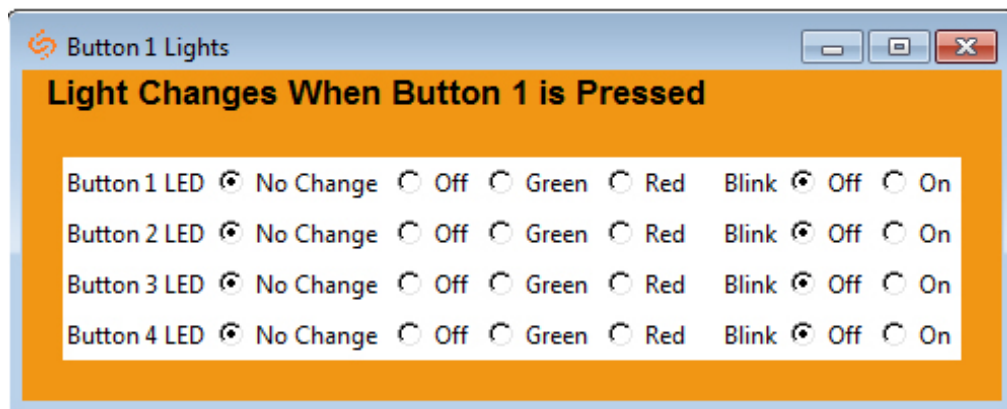 Button 1 Lights
Light Changes When Button 1 is Pressed
Button 1 LED No Change Off Green Red Blink Off On
Button 2 LED No Change Off Green Red Blink Off On
Button 3 LED No Change Off Green Red Blink Off On
Button 4 LED No Change Off Green Red Blink Off On